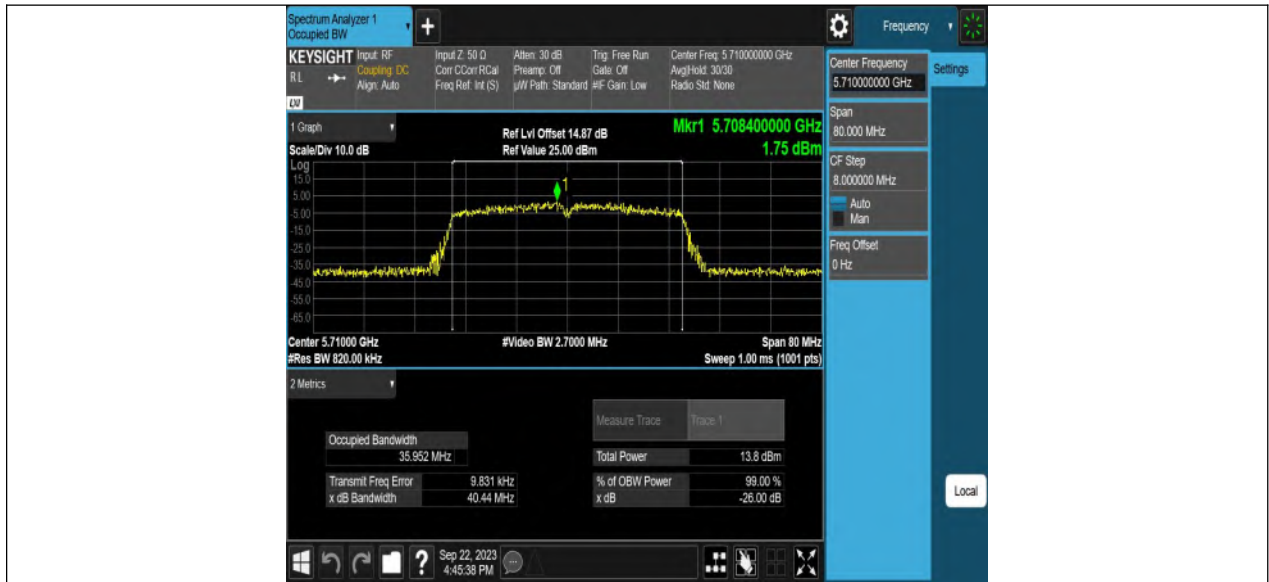 Spectrum Analyzer 1
Occupied BW
+
Frequency
KEYSIGHT
RL
LXI
Input: RF
Coupling: DC
Align: Auto
Input Z: 50 Ω
Corr CCorr RCal
Freq Ref: Int (S)
Atten: 30 dB
Preamp: Off
µW Path: Standard
Trig: Free Run
Gate: Off
#IF Gain: Low
Center Freq: 5.710000000 GHz
Avg|Hold: 30/30
Radio Std: None
Center Frequency
5.710000000 GHz
Settings
Span
80.000 MHz
CF Step
8.000000 MHz
Auto
Man
Freq Offset
0 Hz
1 Graph
Scale/Div 10.0 dB
Ref Lvl Offset 14.87 dB
Ref Value 25.00 dBm
Mkr1 5.708400000 GHz
1.75 dBm
Log
15.0
5.00
-5.00
-15.0
-25.0
-35.0
-45.0
-55.0
-65.0
1
Center 5.71000 GHz
#Res BW 820.00 kHz
#Video BW 2.7000 MHz
Span 80 MHz
Sweep 1.00 ms (1001 pts)
2 Metrics
Measure Trace Trace 1
Occupied Bandwidth
35.952 MHz
Total Power 13.8 dBm
Transmit Freq Error 9.831 kHz
% of OBW Power 99.00 %
x dB Bandwidth 40.44 MHz
x dB -26.00 dB
Local
?
Sep 22, 2023
4:45:38 PM